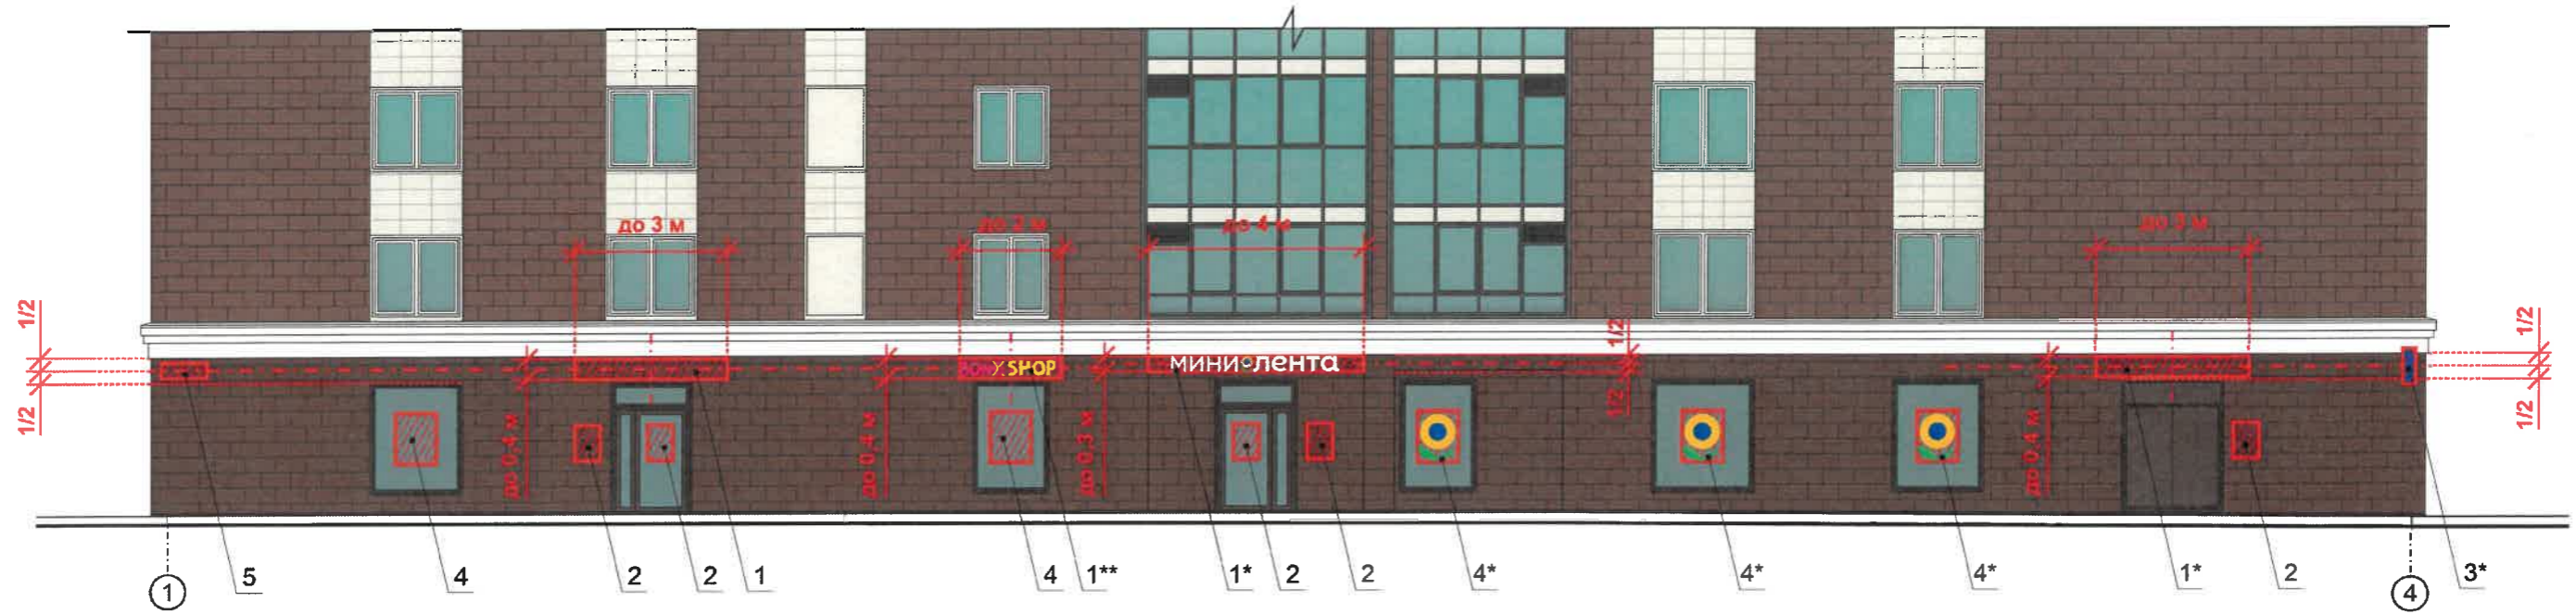 до 3 м
до 2 м
до 4 м
до 3 м
1/2
1/2
1/2
1/2
1/2
1/2
BONY SHOP
МИНИ ЛЕНТА
до 0,4 м
до 0,4 м
до 0,3 м
до 0,4 м
5
4
2
2
1
4
1**
1*
2
2
4*
4*
4*
1*
2
3*
1
4